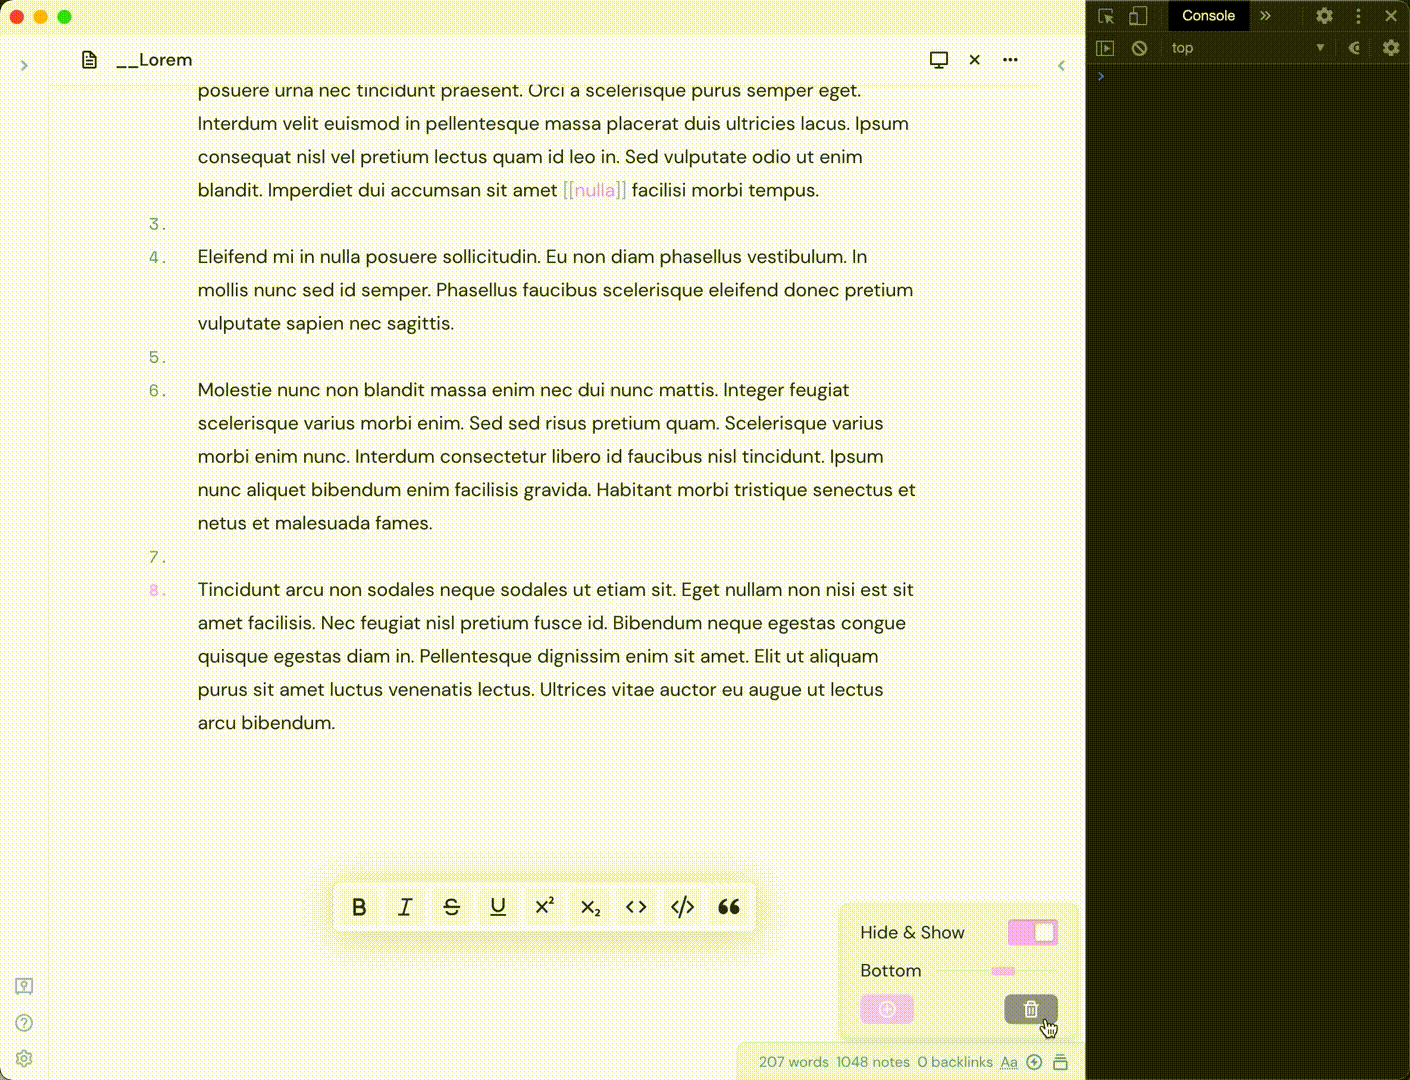 Console
__Lorem
top
posuere urna nec tincidunt praesent. Orci a scelerisque purus semper eget.
Interdum velit euismod in pellentesque massa placerat duis ultricies lacus. Ipsum
consequat nisl vel pretium lectus quam id leo in. Sed vulputate odio ut enim
blandit. Imperdiet dui accumsan sit amet [[nulla]] facilisi morbi tempus.
3.
4. Eleifend mi in nulla posuere sollicitudin. Eu non diam phasellus vestibulum. In
mollis nunc sed id semper. Phasellus faucibus scelerisque eleifend donec pretium
vulputate sapien nec sagittis.
5.
6. Molestie nunc non blandit massa enim nec dui nunc mattis. Integer feugiat
scelerisque varius morbi enim. Sed sed risus pretium quam. Scelerisque varius
morbi enim nunc. Interdum consectetur libero id faucibus nisl tincidunt. Ipsum
nunc aliquet bibendum enim facilisis gravida. Habitant morbi tristique senectus et
netus et malesuada fames.
7.
8. Tincidunt arcu non sodales neque sodales ut etiam sit. Eget nullam non nisi est sit
amet facilisis. Nec feugiat nisl pretium fusce id. Bibendum neque egestas congue
quisque egestas diam in. Pellentesque dignissim enim sit amet. Elit ut aliquam
purus sit amet luctus venenatis lectus. Ultrices vitae auctor eu augue ut lectus
arcu bibendum.
B I S U X² X₂ <> </> ❝
Hide & Show
Bottom
207 words 1048 notes 0 backlinks Aa